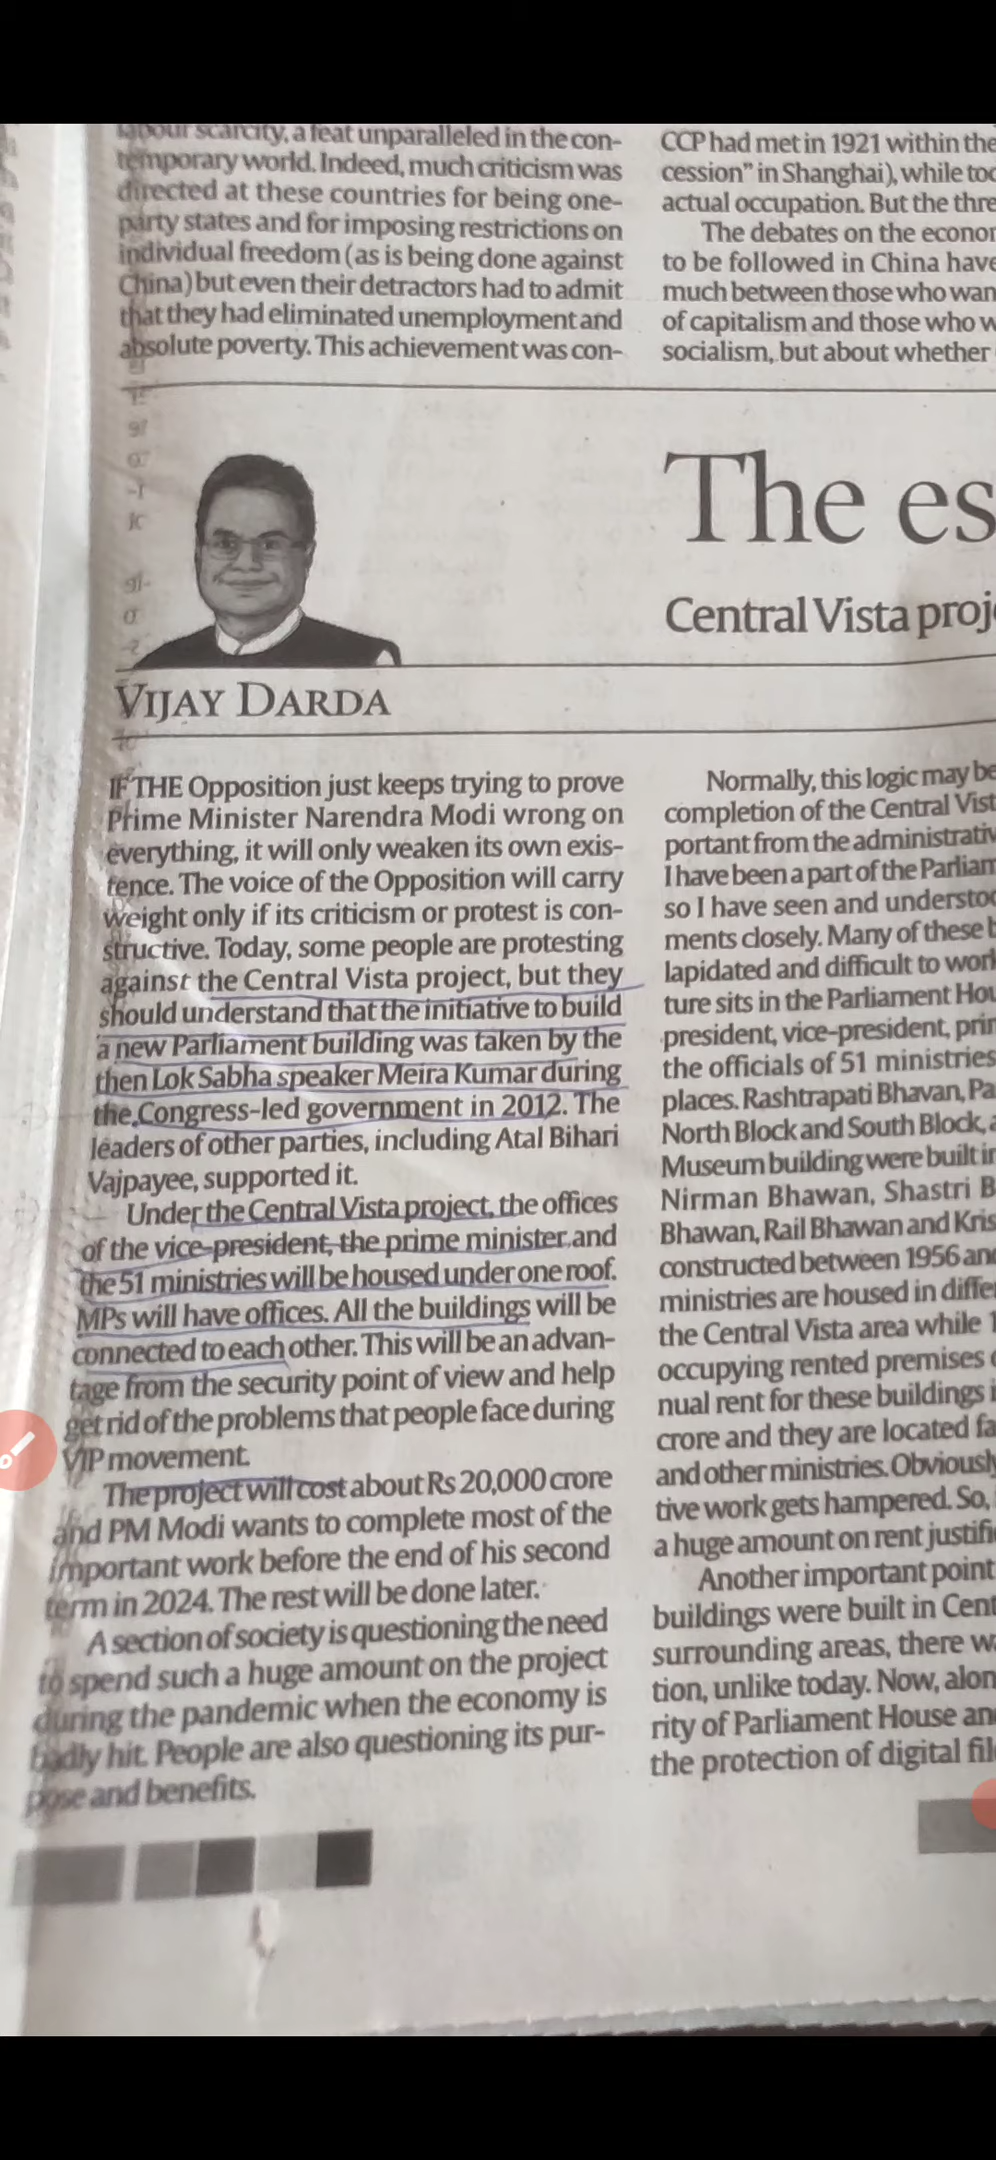 labour scarcity, a feat unparalleled in the con-
temporary world. Indeed, much criticism was
directed at these countries for being one-
party states and for imposing restrictions on
individual freedom (as is being done against
China) but even their detractors had to admit
that they had eliminated unemployment and
absolute poverty. This achievement was con-
CCP had met in 1921 within the
cession" in Shanghai), while too
actual occupation. But the thre
The debates on the econor
to be followed in China have
much between those who wan
of capitalism and those who w
socialism, but about whether
The es
Central Vista proje
VIJAY DARDA
IF THE Opposition just keeps trying to prove
Prime Minister Narendra Modi wrong on
everything, it will only weaken its own exis-
tence. The voice of the Opposition will carry
weight only if its criticism or protest is con-
structive. Today, some people are protesting
against the Central Vista project, but they
should understand that the initiative to build
a new Parliament building was taken by the
then Lok Sabha speaker Meira Kumar during
the Congress-led government in 2012. The
leaders of other parties, including Atal Bihari
Vajpayee, supported it.
Under the Central Vista project, the offices
of the vice-president, the prime minister and
the 51 ministries will be housed under one roof.
MPs will have offices. All the buildings will be
connected to each other. This will be an advan-
tage from the security point of view and help
get rid of the problems that people face during
VIP movement.
The project will cost about Rs 20,000 crore
and PM Modi wants to complete most of the
important work before the end of his second
term in 2024. The rest will be done later.
A section of society is questioning the need
to spend such a huge amount on the project
during the pandemic when the economy is
badly hit. People are also questioning its pur-
pose and benefits.
Normally, this logic may be
completion of the Central Vist
portant from the administrativ
I have been a part of the Parliam
so I have seen and understoo
ments closely. Many of these b
lapidated and difficult to work
ture sits in the Parliament Hou
president, vice-president, prin
the officials of 51 ministries
places. Rashtrapati Bhavan, Pa
North Block and South Block, a
Museum building were built in
Nirman Bhawan, Shastri B
Bhawan, Rail Bhawan and Kris
constructed between 1956 and
ministries are housed in differ
the Central Vista area while 1
occupying rented premises
nual rent for these buildings i
crore and they are located fa
and other ministries. Obviously
tive work gets hampered. So,
a huge amount on rent justifi
Another important point
buildings were built in Cent
surrounding areas, there wa
tion, unlike today. Now, alon
rity of Parliament House and
the protection of digital file